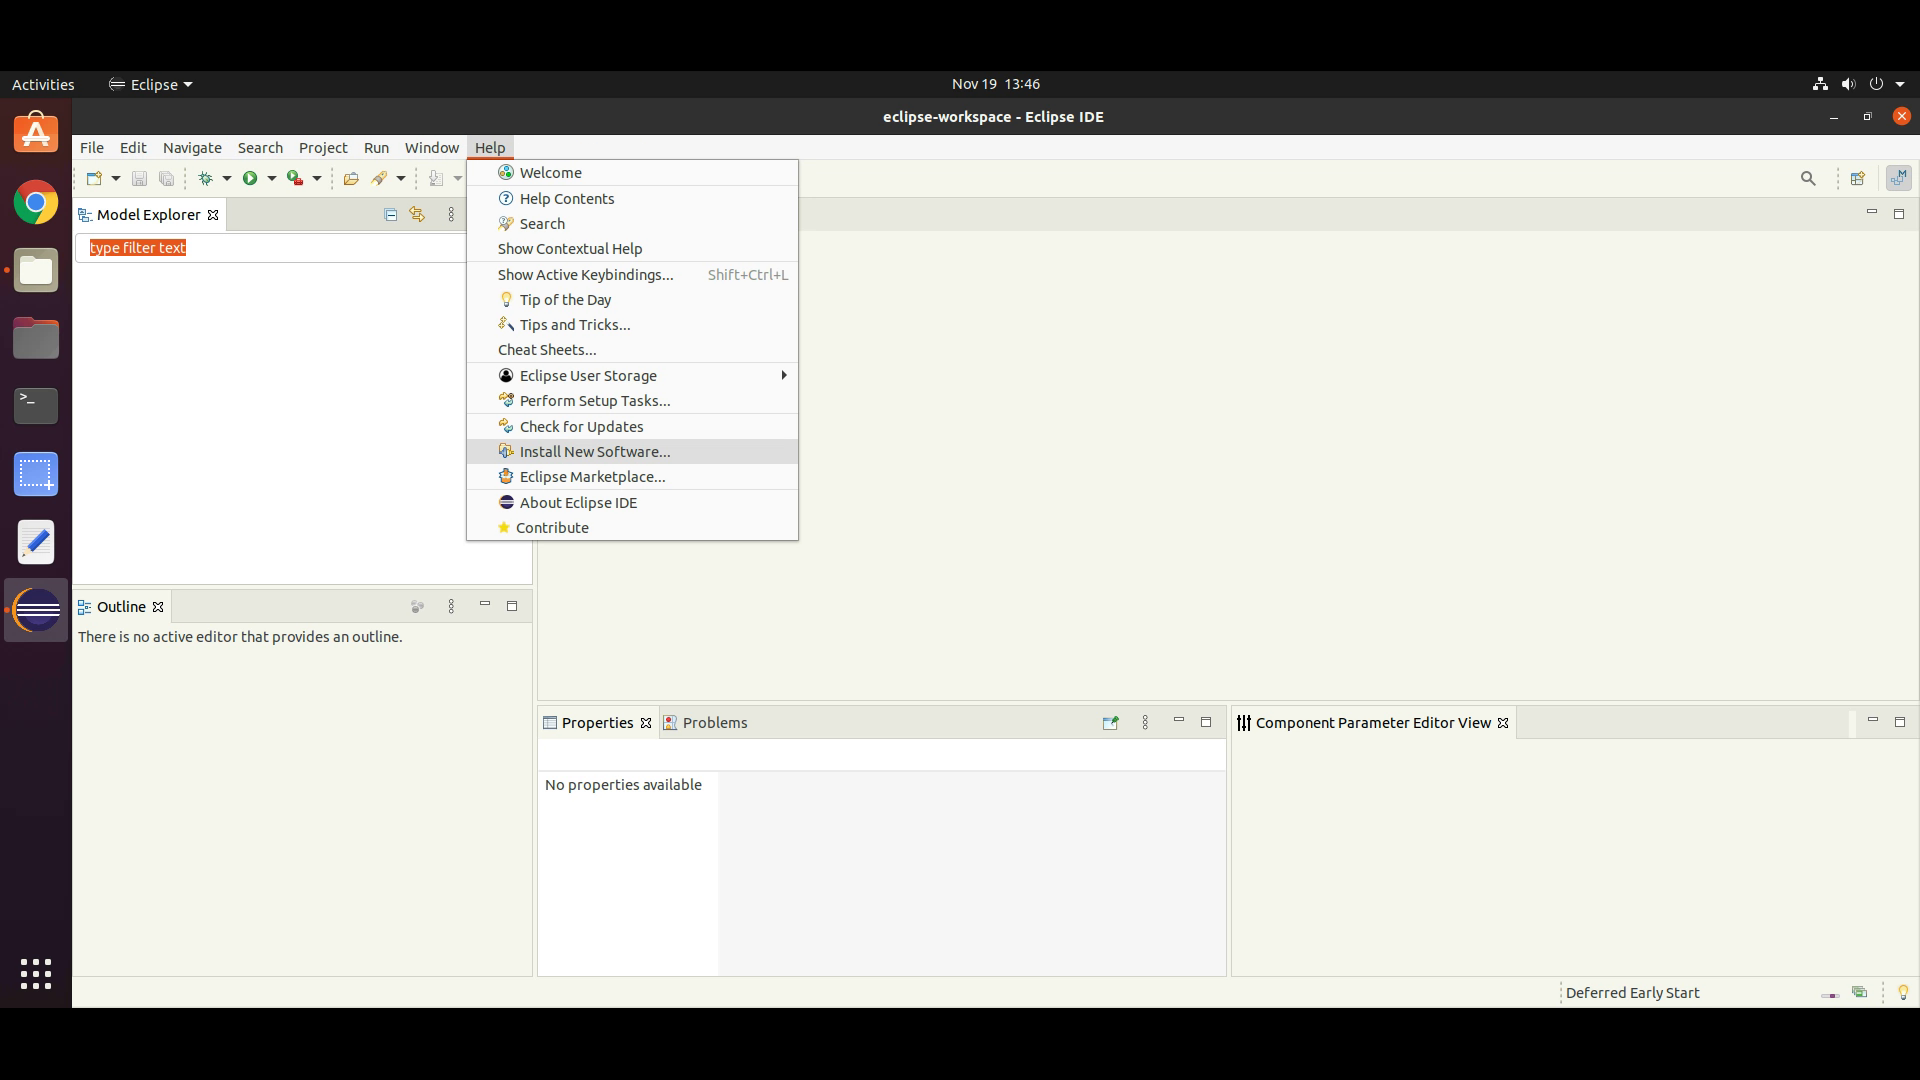 Activities
Eclipse
Nov 19 13:46
eclipse-workspace - Eclipse IDE
File Edit Navigate Search Project Run Window Help
Welcome
Help Contents
Search
Show Contextual Help
Show Active Keybindings... Shift+Ctrl+L
Tip of the Day
Tips and Tricks...
Cheat Sheets...
Eclipse User Storage
Perform Setup Tasks...
Check for Updates
Install New Software...
Eclipse Marketplace...
About Eclipse IDE
Contribute
Model Explorer
type filter text
Outline
There is no active editor that provides an outline.
Properties
Problems
No properties available
Component Parameter Editor View
Deferred Early Start